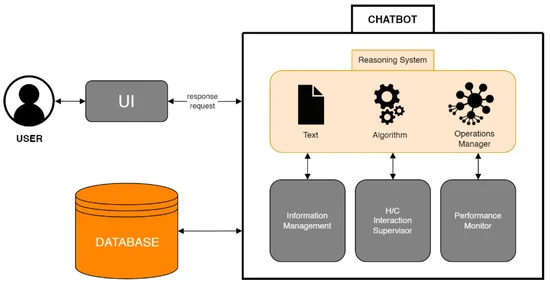 CHATBOT
Reasoning System
Text
Algorithm
Operations
Manager
USER
UI
response
request
Information
Management
H/C
Interaction
Supervisor
Performance
Monitor
DATABASE